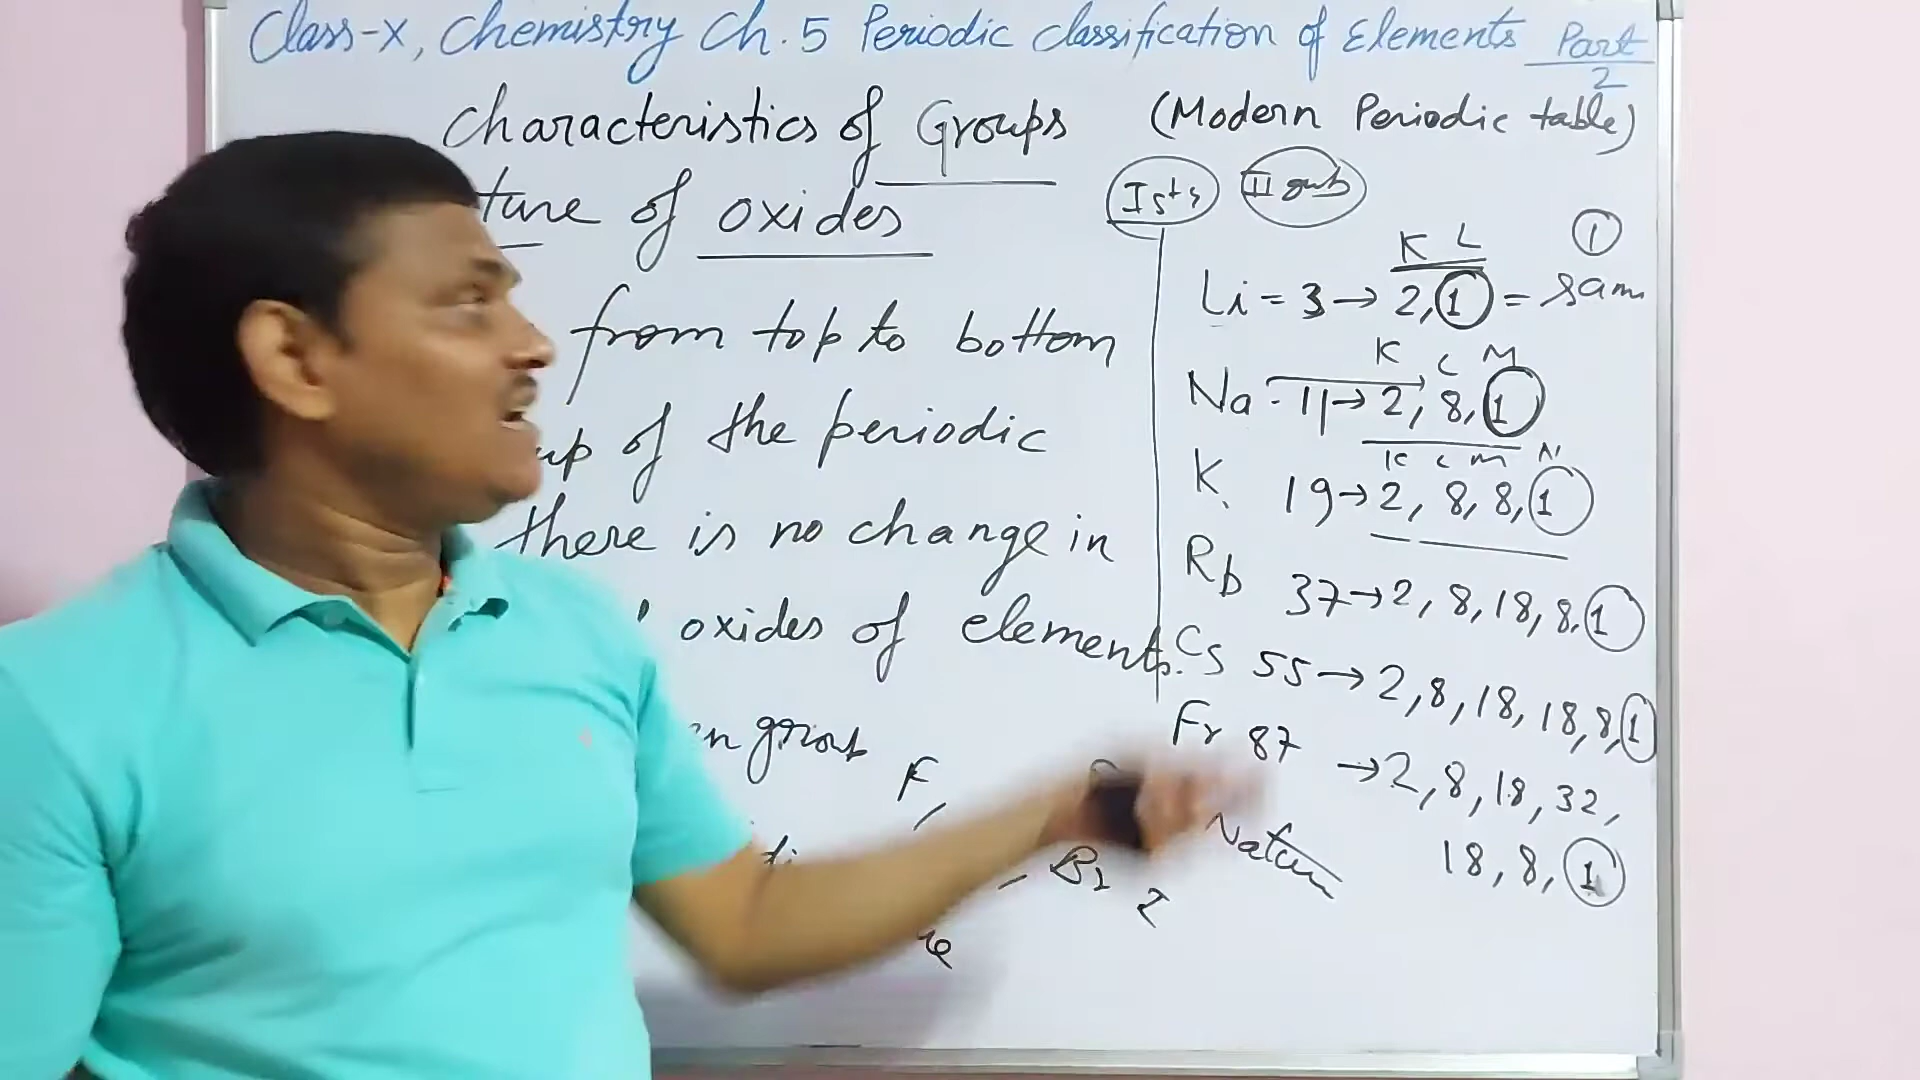 Class-X, Chemistry Ch. 5 Periodic classification of Elements Part 2
Characteristics of Groups
(Modern Periodic table)
ture of oxides
from top to bottom
up of the periodic
there is no change in
oxides of elements.
F,
, Br
Ist
II
K L
1
Li = 3 → 2, 1 = sam
K L M
Na - 11 → 2, 8, 1
K L M N
K 19 → 2, 8, 8, 1
Rb 37 → 2, 8, 18, 8, 1
Cs 55 → 2, 8, 18, 18, 8, 1
Fr 87 → 2, 8, 18, 32,
18, 8, 1